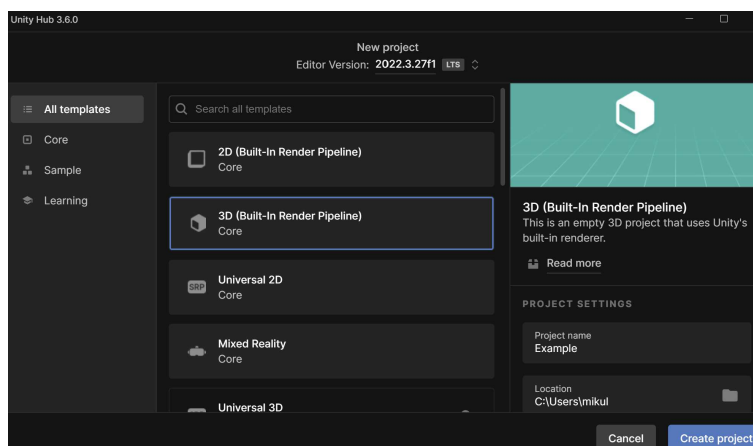 Unity Hub 3.6.0
New project
Editor Version: 2022.3.27f1 LTS
All templates
Core
Sample
Learning
Search all templates
2D (Built-In Render Pipeline)
Core
3D (Built-In Render Pipeline)
Core
SRP
Universal 2D
Core
Mixed Reality
Core
Universal 3D
3D (Built-In Render Pipeline)
This is an empty 3D project that uses Unity's
built-in renderer.
Read more
PROJECT SETTINGS
Project name
Example
Location
C:\Users\mikul
Cancel
Create project